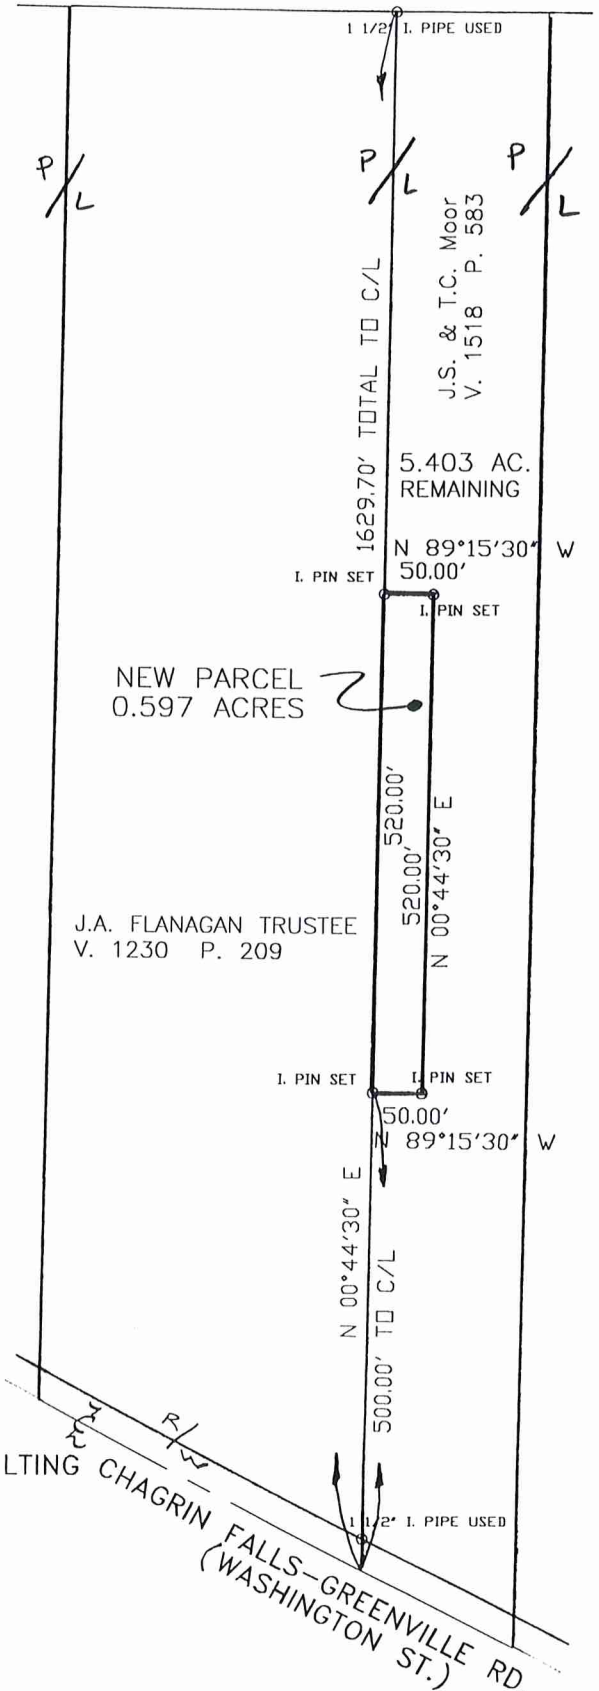 1 1/2" I. PIPE USED
P/L
P/L
P/L
J.S. & T.C. Moor
V. 1518 P. 583
1629.70' TOTAL TO C/L
5.403 AC.
REMAINING
N 89°15'30" W
50.00'
I. PIN SET
I. PIN SET
NEW PARCEL
0.597 ACRES
520.00'
520.00'
N 00°44'30" E
J.A. FLANAGAN TRUSTEE
V. 1230 P. 209
I. PIN SET
I. PIN SET
50.00'
N 89°15'30" W
N 00°44'30" E
500.00' TO C/L
R/W
1 1/2" I. PIPE USED
LTING CHAGRIN FALLS-GREENVILLE RD
(WASHINGTON ST.)